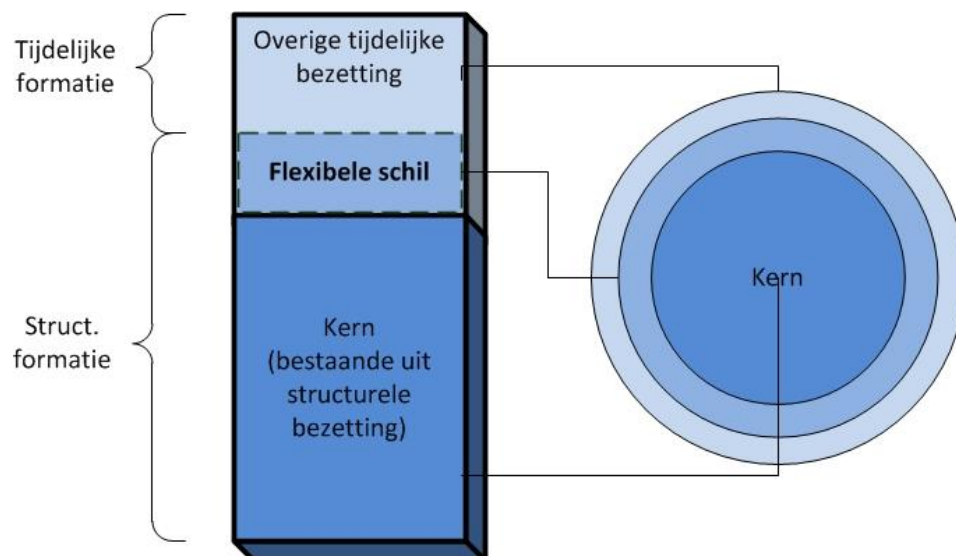 Tijdelijke
formatie
Overige tijdelijke
bezetting
Flexibele schil
Struct.
formatie
Kern
(bestaande uit
structurele
bezetting)
Kern